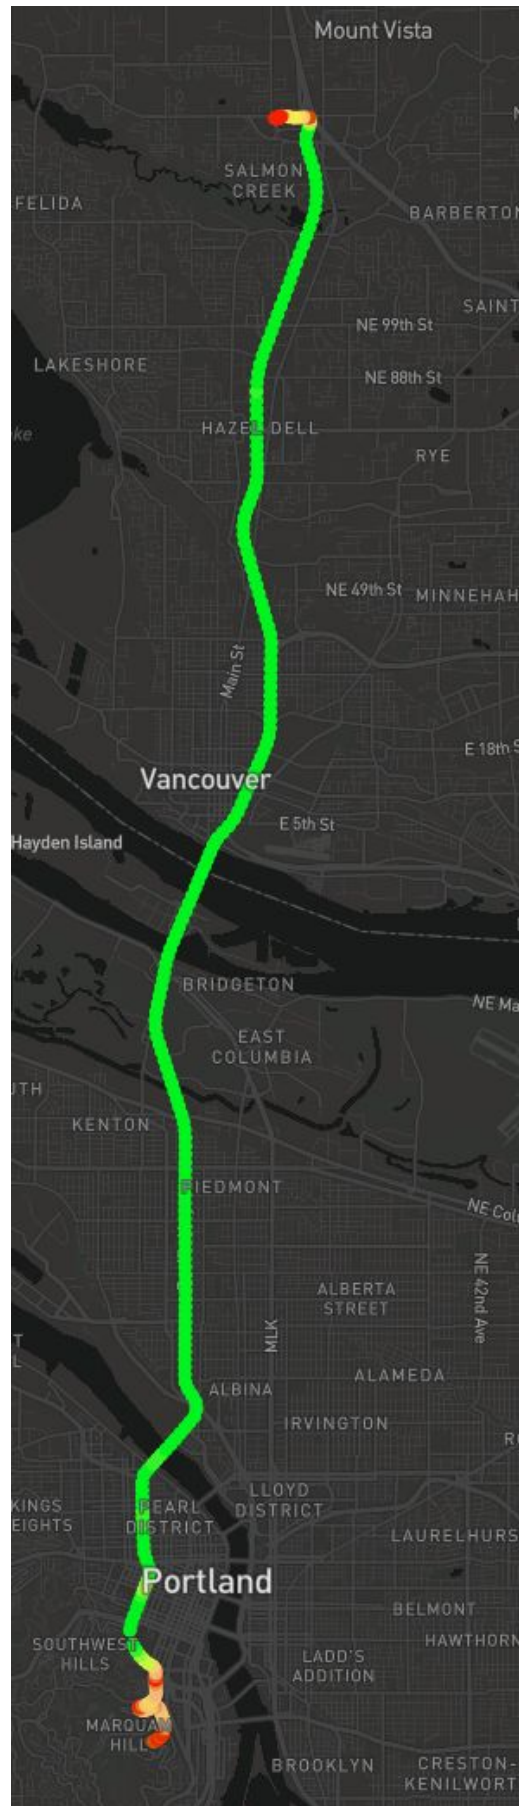 Mount Vista
SALMON
CREEK
FELIDA
BARBERTON
SAINT
NE 99th St
LAKESHORE
NE 88th St
HAZEL DELL
ke
RYE
NE 49th St
MINNEHAH
Main St
E 18th S
Vancouver
E 5th St
Hayden Island
BRIDGETON
NE Ma
EAST
COLUMBIA
UTH
KENTON
PIEDMONT
NE Colu
NE 42nd Ave
ALBERTA
STREET
MLK
T
L
ALAMEDA
ALBINA
IRVINGTON
R
LLOYD
DISTRICT
KINGS
EIGHTS
PEARL
DISTRICT
LAURELHURS
Portland
BELMONT
HAWTHORN
SOUTHWEST
HILLS
LADD'S
ADDITION
MARQUAM
HILL
BROOKLYN
CRESTON-
KENILWORT